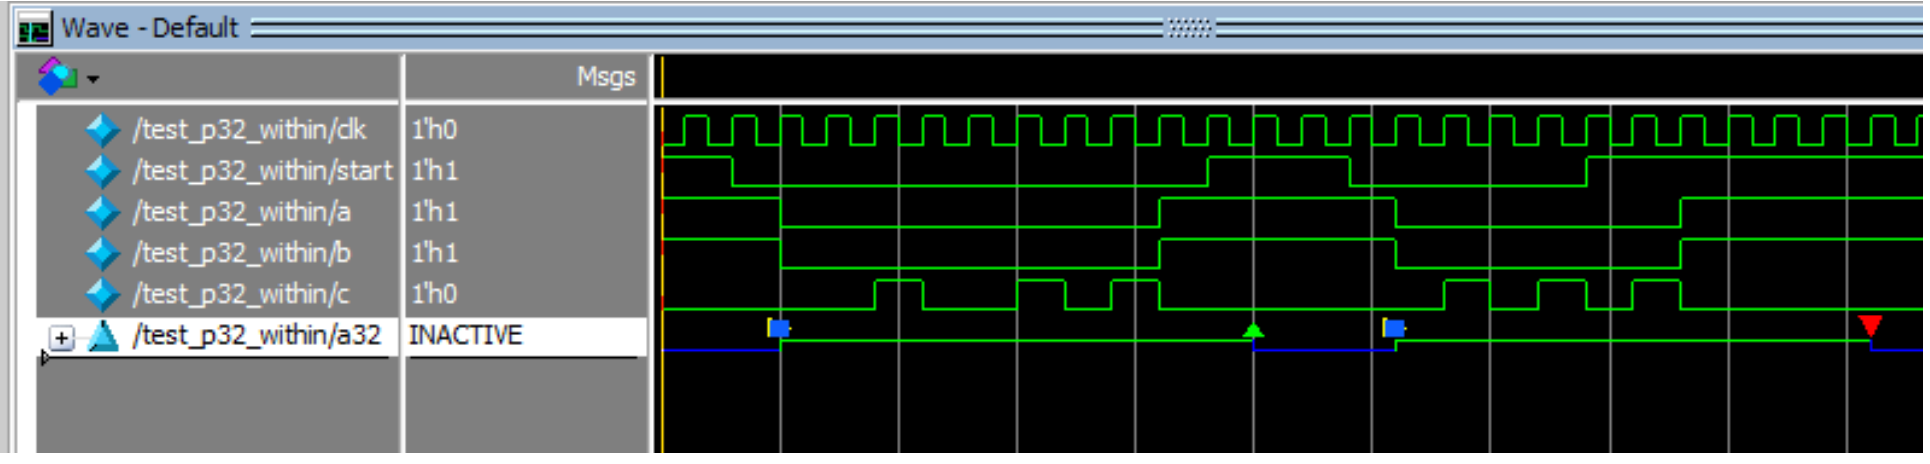 Wave - Default
Msgs
/test_p32_within/clk 1'h0
/test_p32_within/start 1'h1
/test_p32_within/a 1'h1
/test_p32_within/b 1'h1
/test_p32_within/c 1'h0
/test_p32_within/a32 INACTIVE